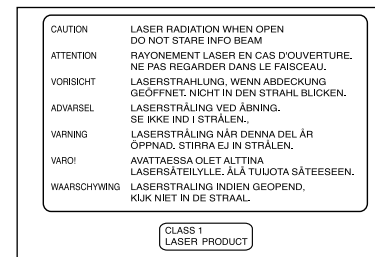 CAUTION LASER RADIATION WHEN OPEN
DO NOT STARE INFO BEAM
ATTENTION RAYONEMENT LASER EN CAS D'OUVERTURE.
NE PAS REGARDER DANS LE FAISCEAU.
VORISICHT LASERSTRAHLUNG, WENN ABDECKUNG
GEÖFFNET. NICHT IN DEN STRAHL BLICKEN.
ADVARSEL LASERSTRÅLING VED ÅBNING.
SE IKKE IND I STRÅLEN.,
VARNING LASERSTRÅLING NÅR DENNA DEL ÅR
ÖPPNAD. STIRRA EJ IN STRÅLEN.
VARO! AVATTAESSA OLET ALTTINA
LASERSÄTEILYLLE. ÄLÄ TUIJOTA SÄTEESEEN.
WAARSCHYWING LASERSTRALING INDIEN GEOPEND,
KIJK NIET IN DE STRAAL.
CLASS 1
LASER PRODUCT